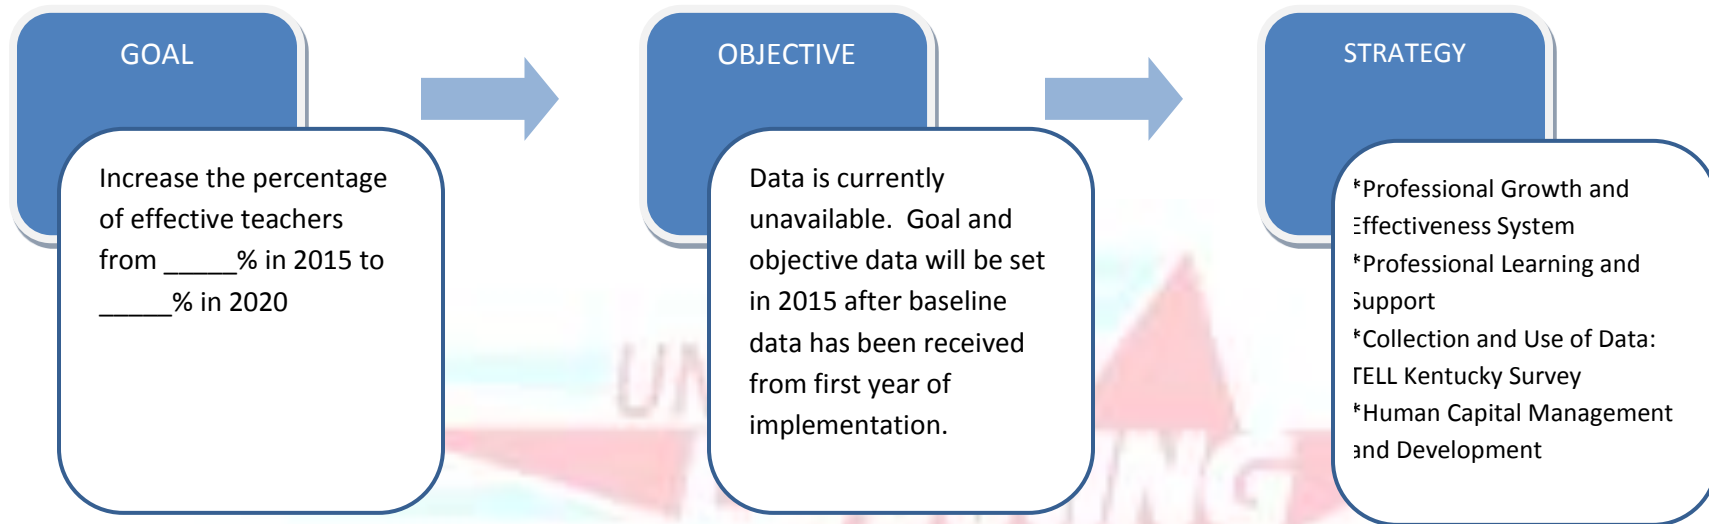 GOAL
Increase the percentage
of effective teachers
from _____% in 2015 to
_____% in 2020
OBJECTIVE
Data is currently
unavailable.  Goal and
objective data will be set
in 2015 after baseline
data has been received
from first year of
implementation.
STRATEGY
*Professional Growth and
Effectiveness System
*Professional Learning and
Support
*Collection and Use of Data:
TELL Kentucky Survey
*Human Capital Management
and Development